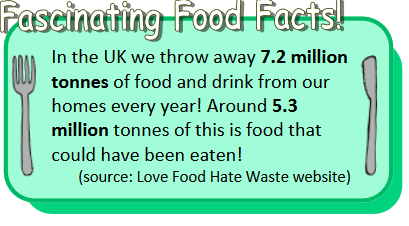 Fascinating Food Facts!
In the UK we throw away 7.2 million
tonnes of food and drink from our
homes every year! Around 5.3
million tonnes of this is food that
could have been eaten!
(source: Love Food Hate Waste website)